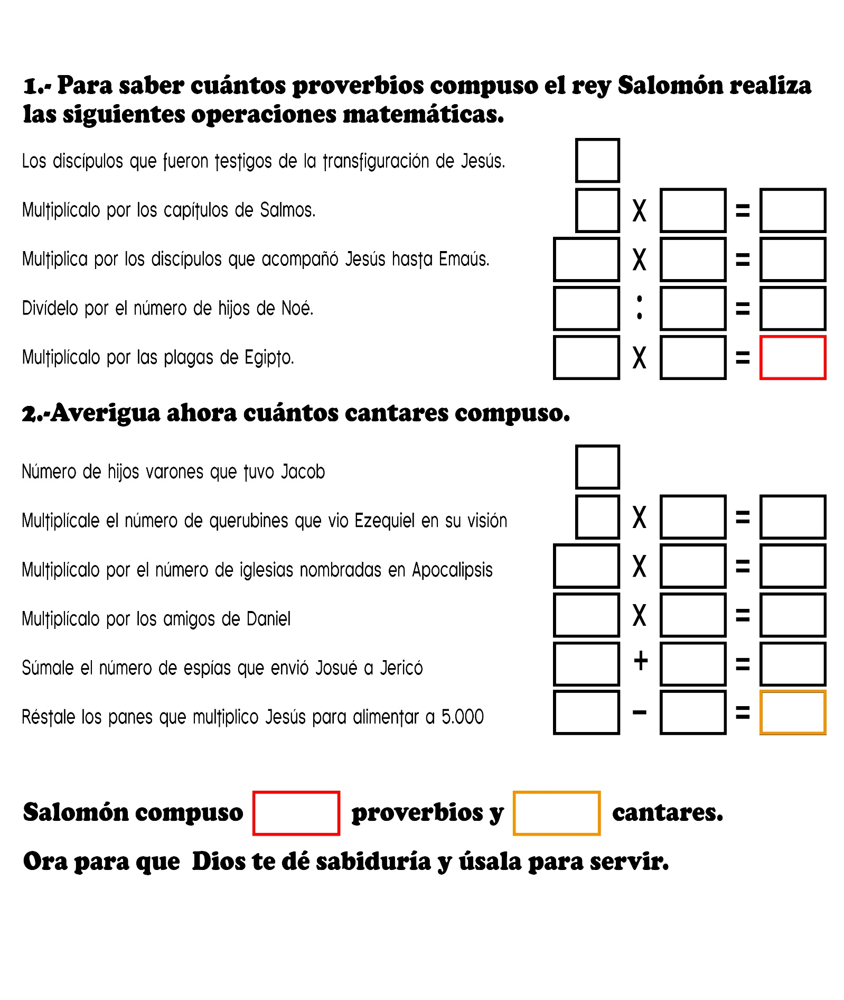 1.- Para saber cuántos proverbios compuso el rey Salomón realiza
las siguientes operaciones matemáticas.
Los discípulos que fueron testigos de la transfiguración de Jesús.
Multiplícalo por los capítulos de Salmos. X =
Multiplica por los discípulos que acompañó Jesús hasta Emaús. X =
Divídelo por el número de hijos de Noé. : =
Multiplícalo por las plagas de Egipto. X =
2.-Averigua ahora cuántos cantares compuso.
Número de hijos varones que tuvo Jacob
Multiplícale el número de querubines que vio Ezequiel en su visión X =
Multiplícalo por el número de iglesias nombradas en Apocalipsis X =
Multiplícalo por los amigos de Daniel X =
Súmale el número de espías que envió Josué a Jericó + =
Réstale los panes que multiplico Jesús para alimentar a 5.000 - =
Salomón compuso proverbios y cantares.
Ora para que Dios te dé sabiduría y úsala para servir.